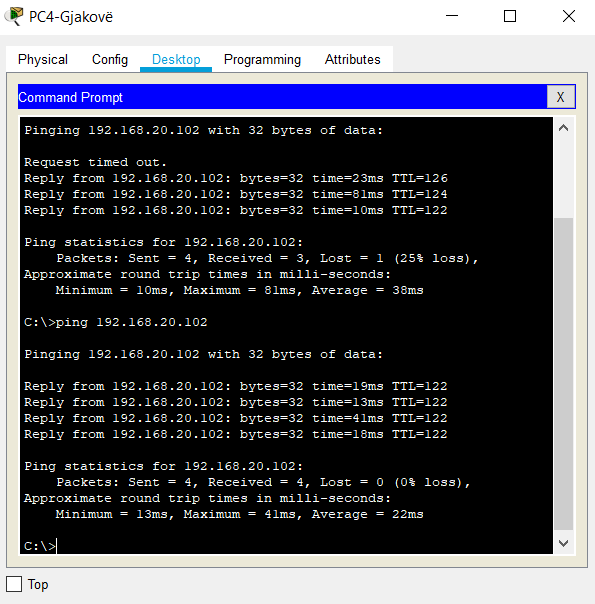 PC4-Gjakovë
Physical Config Desktop Programming Attributes
Command Prompt X
Pinging 192.168.20.102 with 32 bytes of data:
Request timed out.
Reply from 192.168.20.102: bytes=32 time=23ms TTL=126
Reply from 192.168.20.102: bytes=32 time=81ms TTL=124
Reply from 192.168.20.102: bytes=32 time=10ms TTL=122
Ping statistics for 192.168.20.102:
    Packets: Sent = 4, Received = 3, Lost = 1 (25% loss),
Approximate round trip times in milli-seconds:
    Minimum = 10ms, Maximum = 81ms, Average = 38ms
C:\>ping 192.168.20.102
Pinging 192.168.20.102 with 32 bytes of data:
Reply from 192.168.20.102: bytes=32 time=19ms TTL=122
Reply from 192.168.20.102: bytes=32 time=13ms TTL=122
Reply from 192.168.20.102: bytes=32 time=41ms TTL=122
Reply from 192.168.20.102: bytes=32 time=18ms TTL=122
Ping statistics for 192.168.20.102:
    Packets: Sent = 4, Received = 4, Lost = 0 (0% loss),
Approximate round trip times in milli-seconds:
    Minimum = 13ms, Maximum = 41ms, Average = 22ms
C:\>
Top